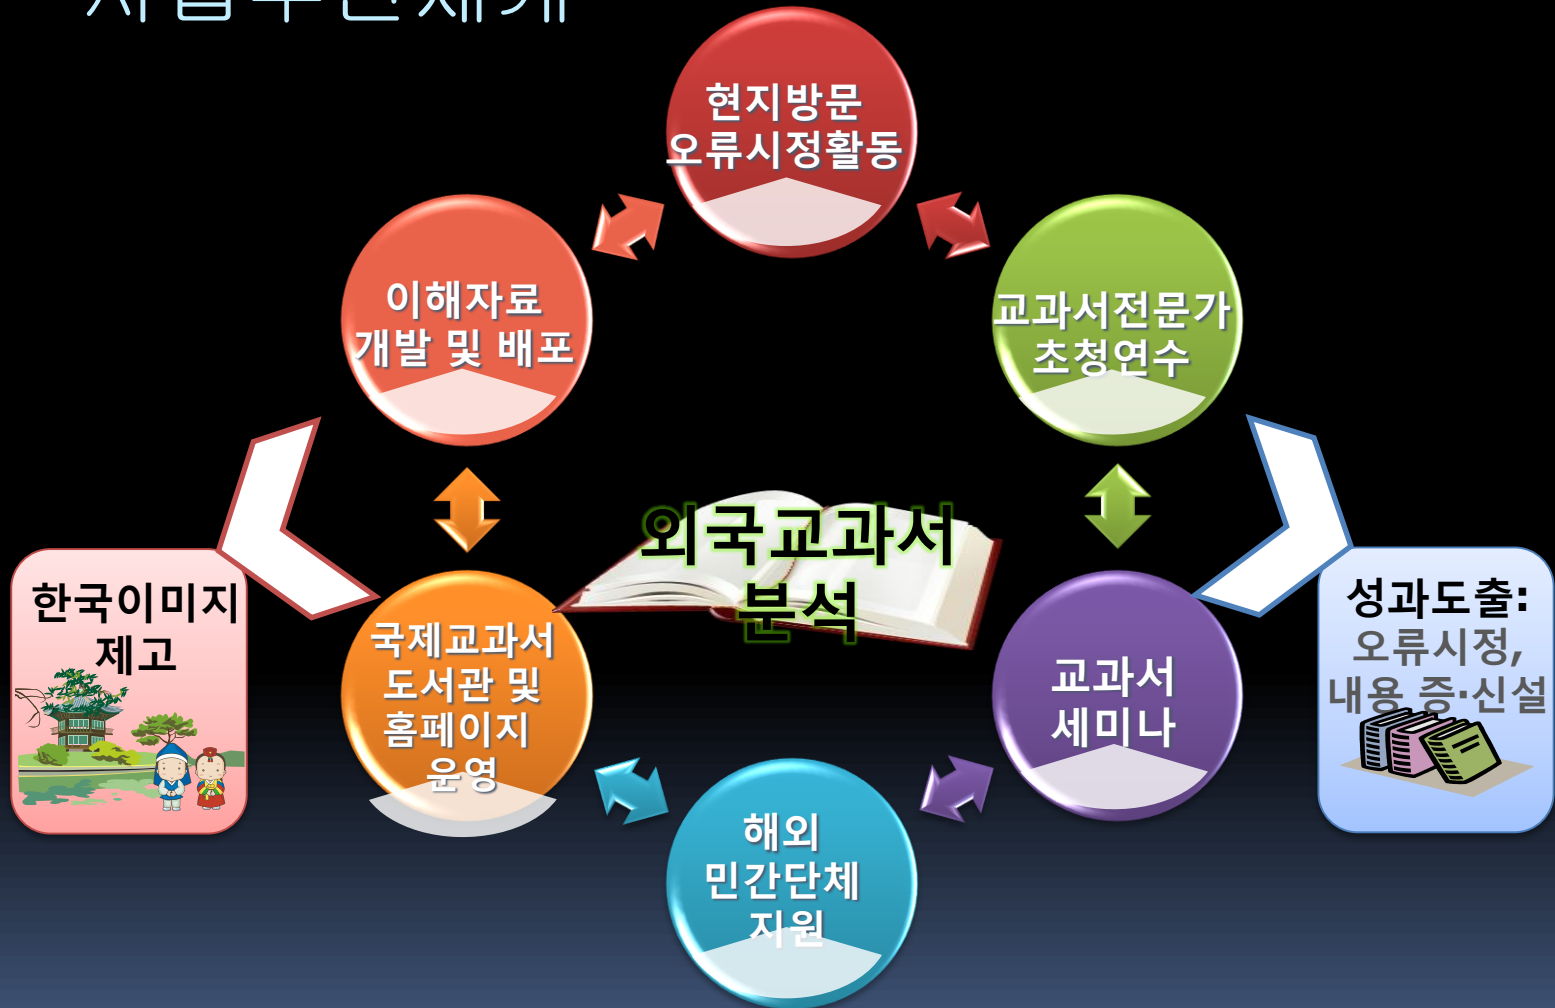 현지방문
오류시정활동
이해자료
개발 및 배포
교과서전문가
초청연수
외국교과서
분석
한국이미지
제고
성과도출:
오류시정,
내용 증·신설
국제교과서
도서관 및
홈페이지
운영
교과서
세미나
해외
민간단체
지원